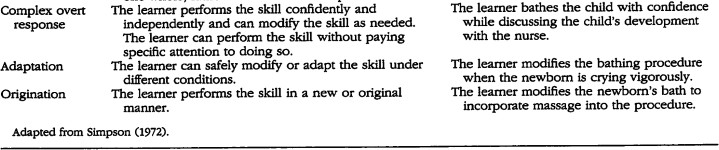 Complex overt response The learner performs the skill confidently and independently and can modify the skill as needed. The learner can perform the skill without paying specific attention to doing so. The learner bathes the child with confidence while discussing the child's development with the nurse.
Adaptation The learner can safely modify or adapt the skill under different conditions. The learner modifies the bathing procedure when the newborn is crying vigorously.
Origination The learner performs the skill in a new or original manner. The learner modifies the newborn's bath to incorporate massage into the procedure.
Adapted from Simpson (1972).